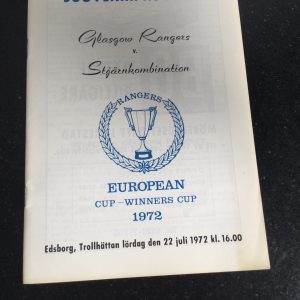 Glasgow Rangers
v.
Stjärnkombination
RANGERS
EUROPEAN
CUP-WINNERS CUP
1972
Edsborg, Trollhättan lördag den 22 juli 1972 kl. 16.00